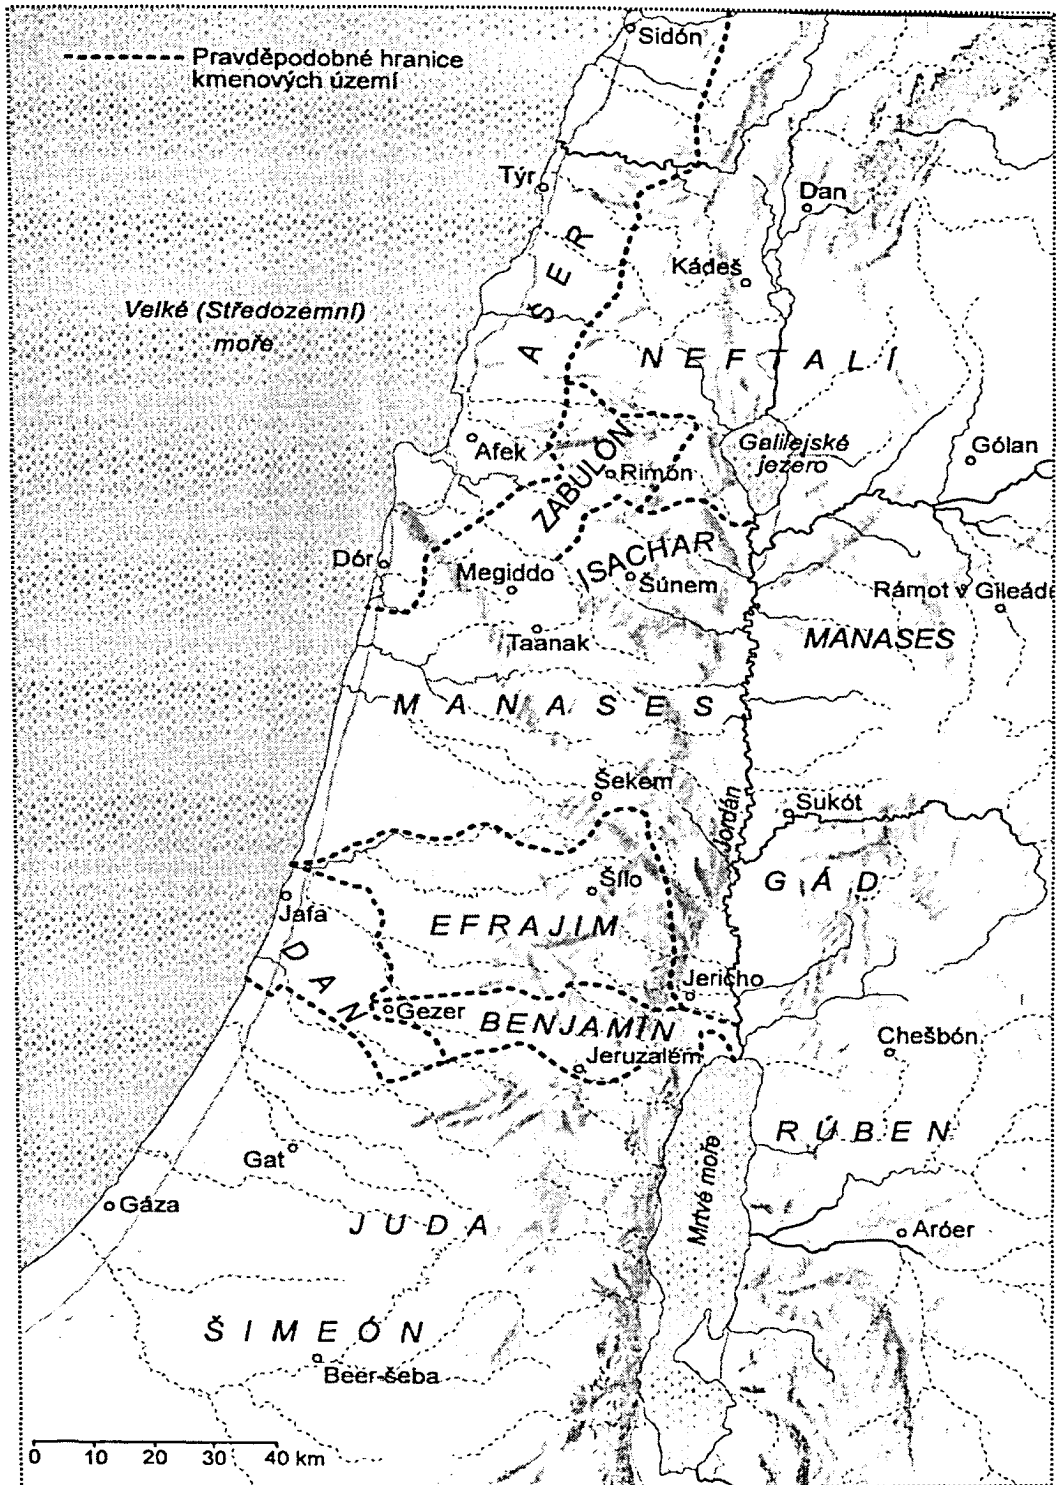 Sidón
Pravděpodobné hranice
kmenových území
Týr
Dan
AŠER
Kádeš
Velké (Středozemní)
moře
NEFTALÍ
Afek
ZABULÓN
Rimón
Galilejské
jezero
Gólan
Dór
Megiddo
ISACHAR
Šúnem
Rámot v Gileádu
Taanak
MANASES
MANASES
Šekem
Jordán
Sukót
Šílo
GÁD
Jafa
EFRAJIM
DAN
Jericho
Gezer
BENJAMÍN
Jeruzalém
Chešbón
RÚBEN
Gat
Mrtvé moře
Gáza
JUDA
Aróer
ŠIMEÓN
Beer-šeba
0 10 20 30 40 km